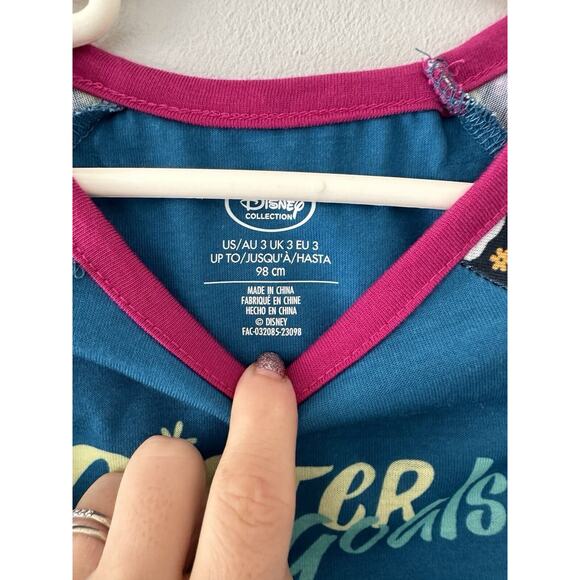 Disney
COLLECTION
US/AU 3 UK 3 EU 3
UP TO/JUSQU'À/HASTA
98 cm
MADE IN CHINA
FABRIQUÉ EN CHINE
HECHO EN CHINA
© DISNEY
FAC-032085-23098
goals